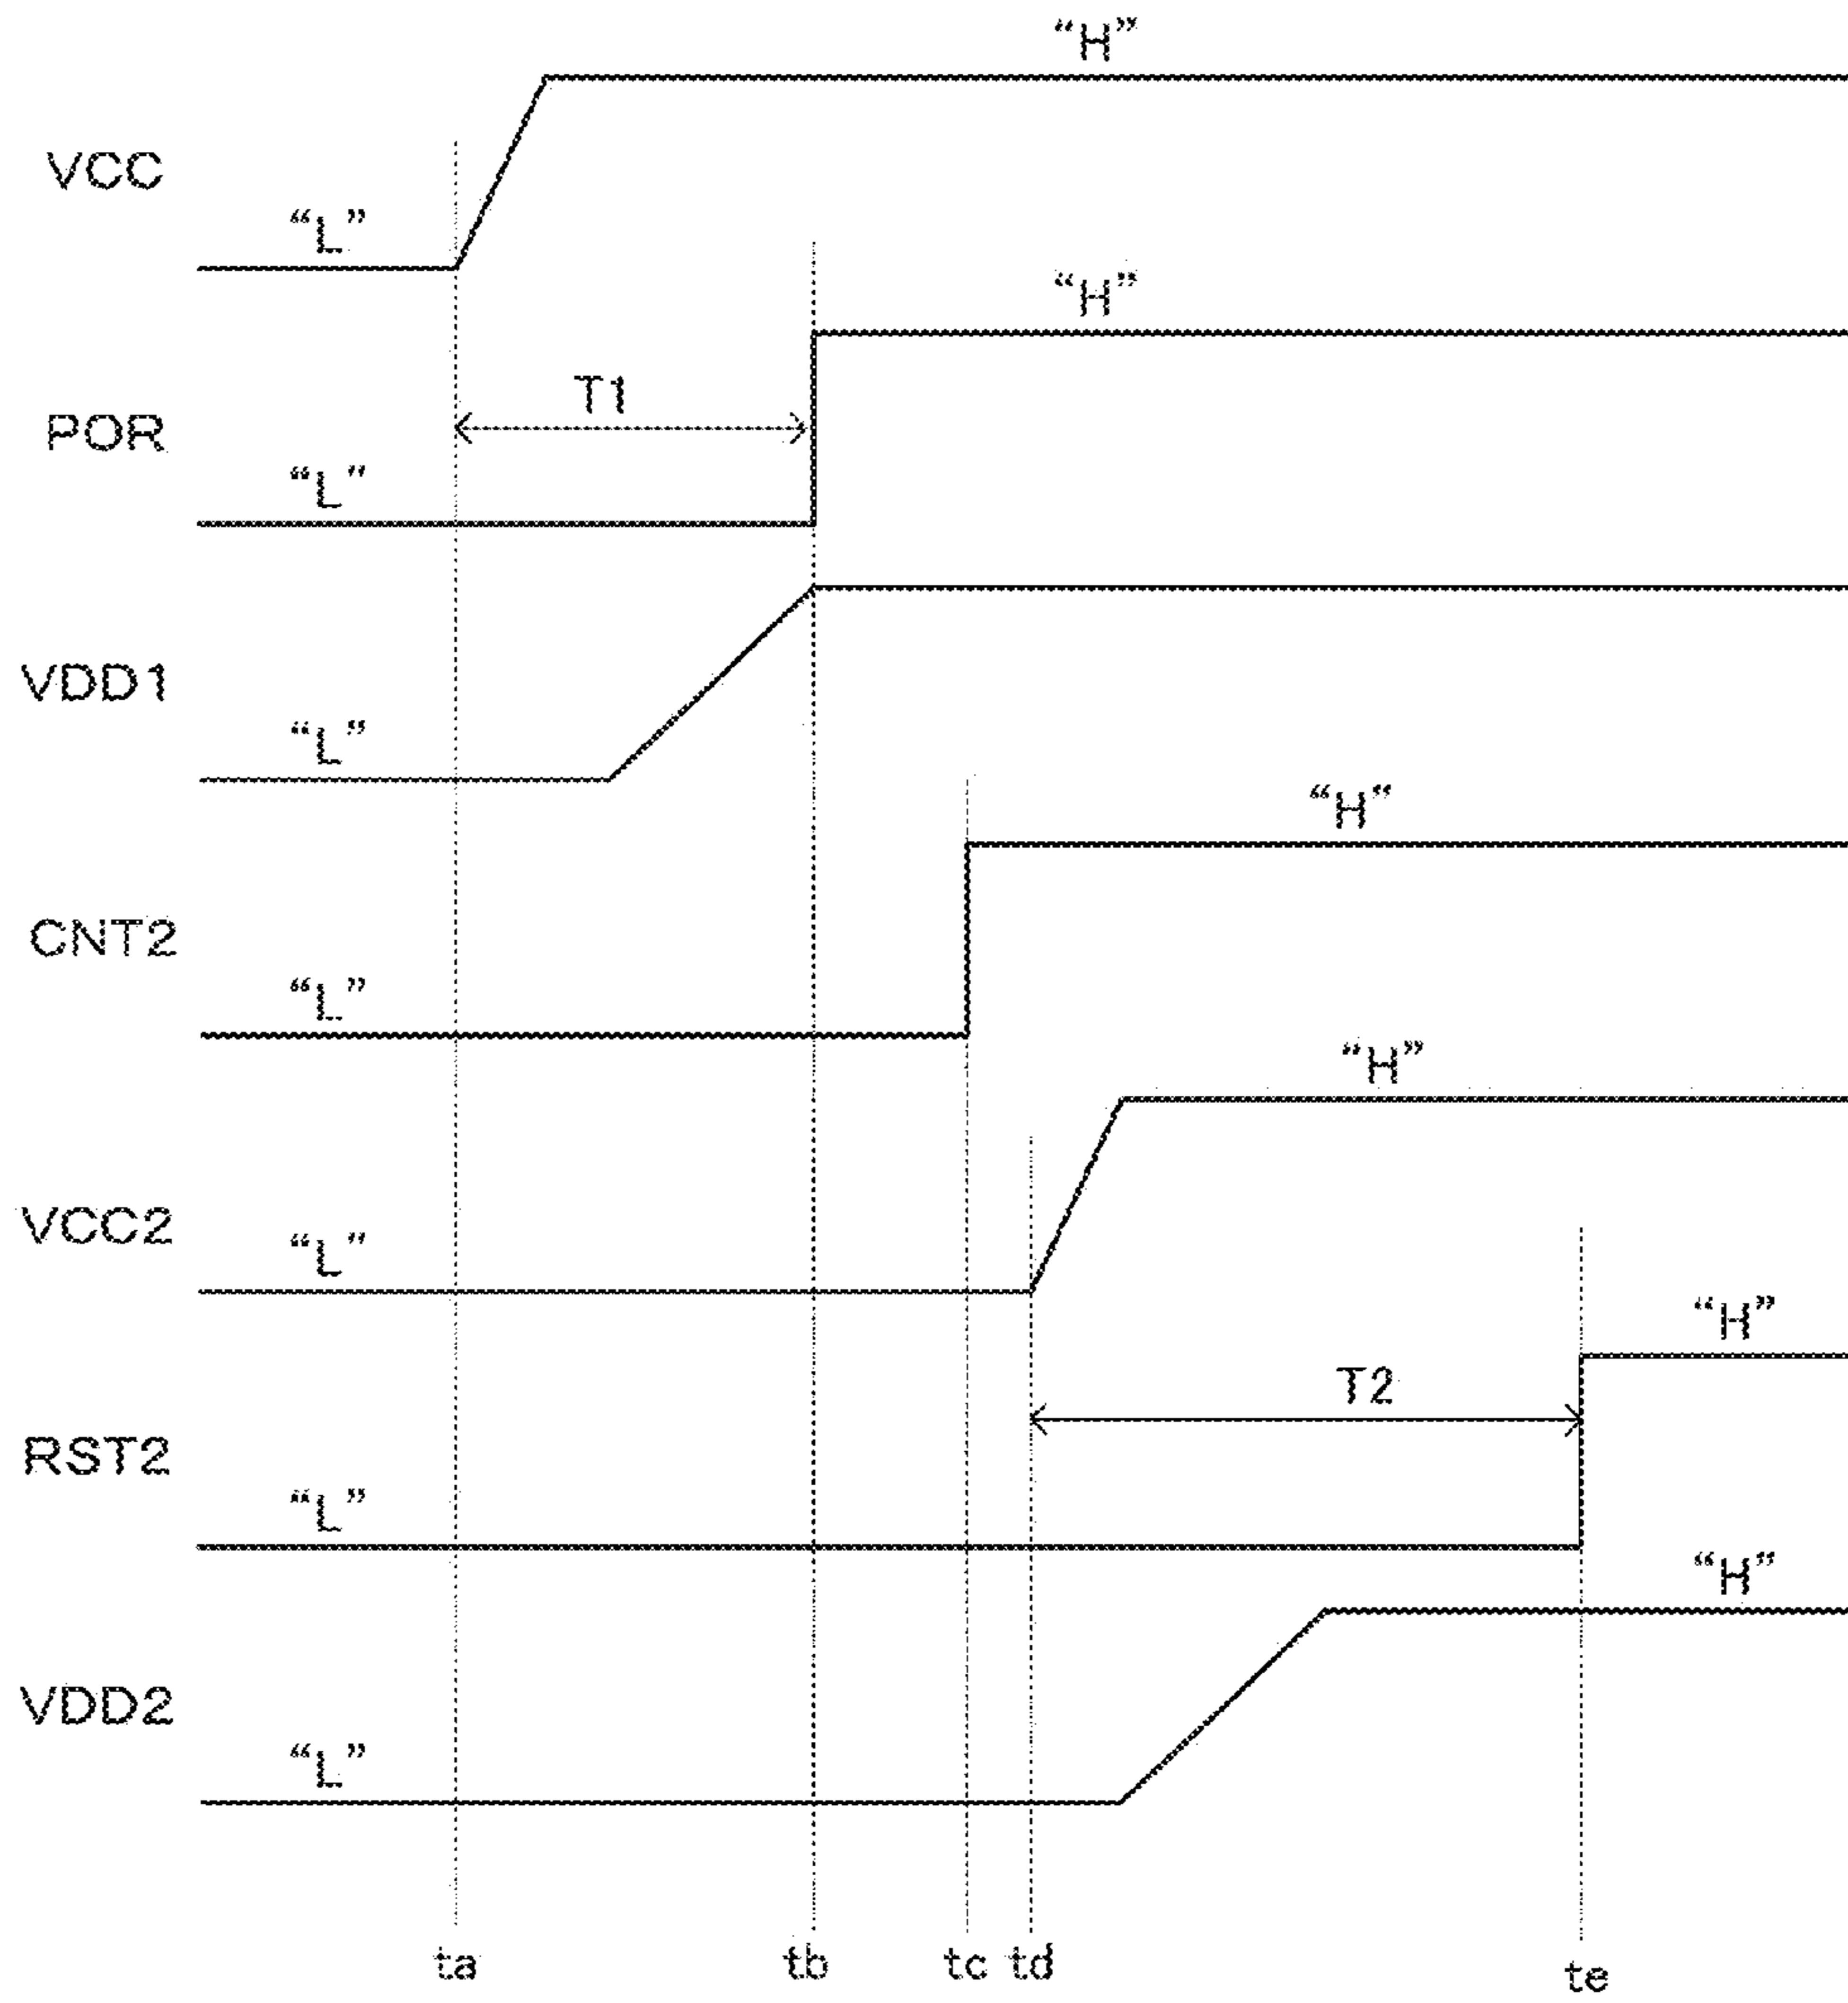 “H”
VCC
“L”
“H”
T1
POR
“L”
VDD1
“L”
“H”
CNT2
“L”
“H”
VCC2
“L”
“H”
T2
RST2
“L”
“H”
VDD2
“L”
ta tb tc td te